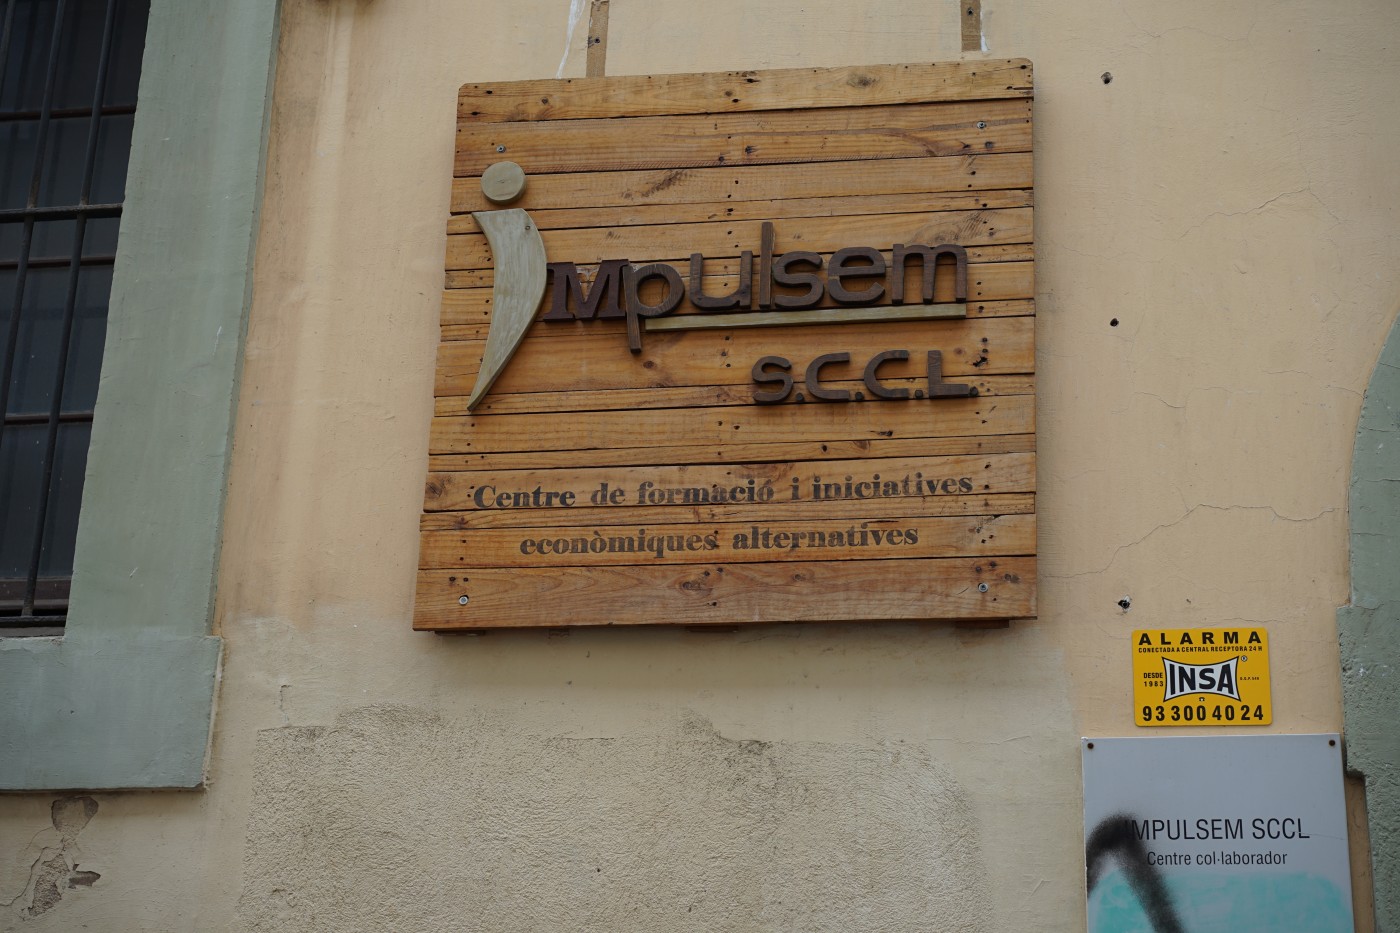 impulsem
S.C.C.L.
Centre de formació i iniciatives
econòmiques alternatives
ALARMA
CONECTADA A CENTRAL RECEPTORA 24 H
DESDE
1983
INSA®
93 300 40 24
IMPULSEM SCCL
Centre col·laborador